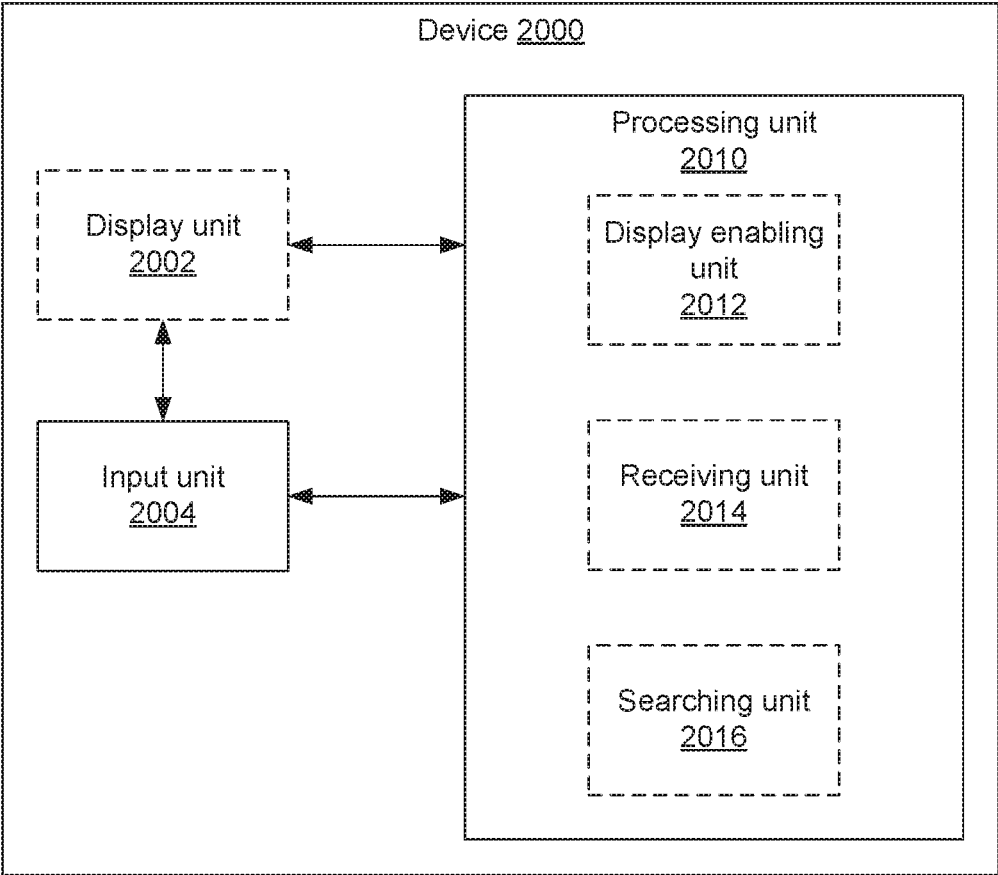 Device 2000
Processing unit
2010
Display unit
2002
Display enabling
unit
2012
Input unit
2004
Receiving unit
2014
Searching unit
2016